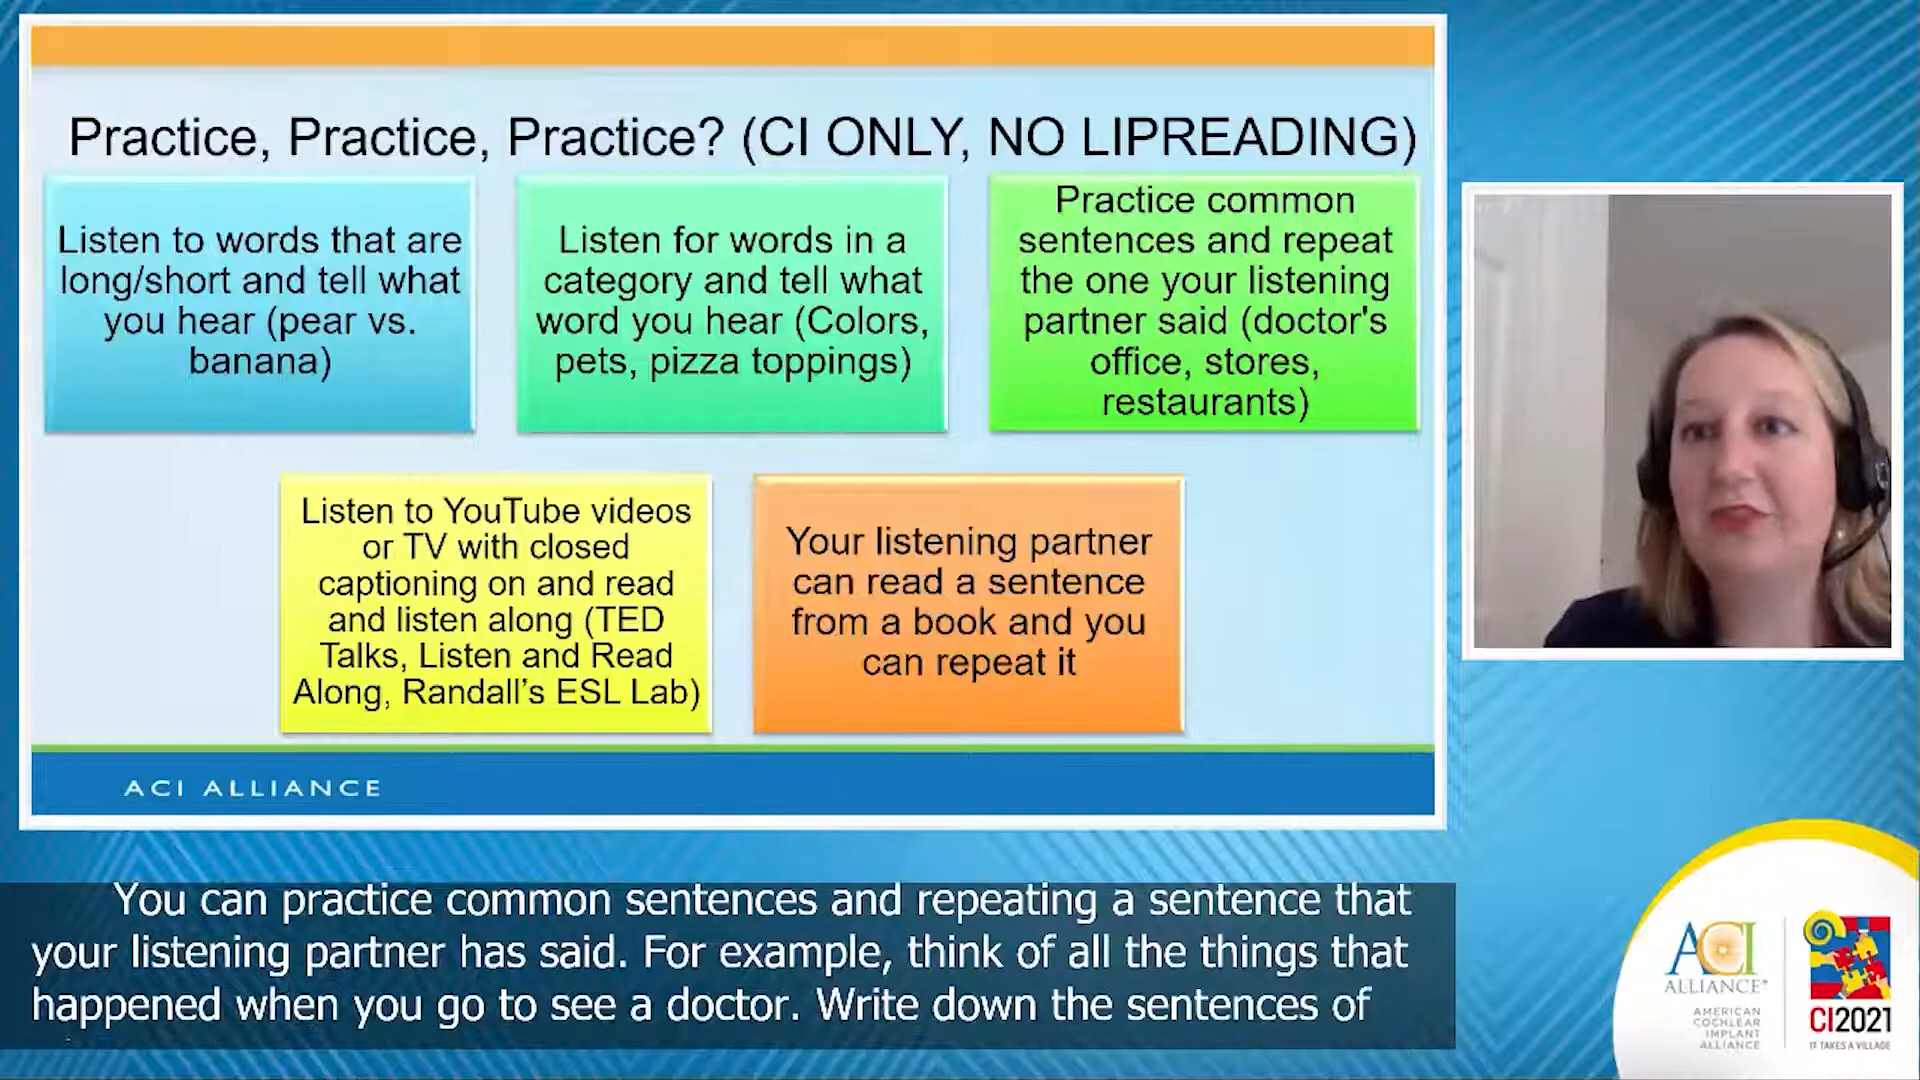 Practice, Practice, Practice? (CI ONLY, NO LIPREADING)
Listen to words that are
long/short and tell what
you hear (pear vs.
banana)
Listen for words in a
category and tell what
word you hear (Colors,
pets, pizza toppings)
Practice common
sentences and repeat
the one your listening
partner said (doctor's
office, stores,
restaurants)
Listen to YouTube videos
or TV with closed
captioning on and read
and listen along (TED
Talks, Listen and Read
Along, Randall’s ESL Lab)
Your listening partner
can read a sentence
from a book and you
can repeat it
ACI ALLIANCE
You can practice common sentences and repeating a sentence that
your listening partner has said. For example, think of all the things that
happened when you go to see a doctor. Write down the sentences of
ACI
ALLIANCE®
AMERICAN
COCHLEAR
IMPLANT
ALLIANCE
CI2021
IT TAKES A VILLAGE